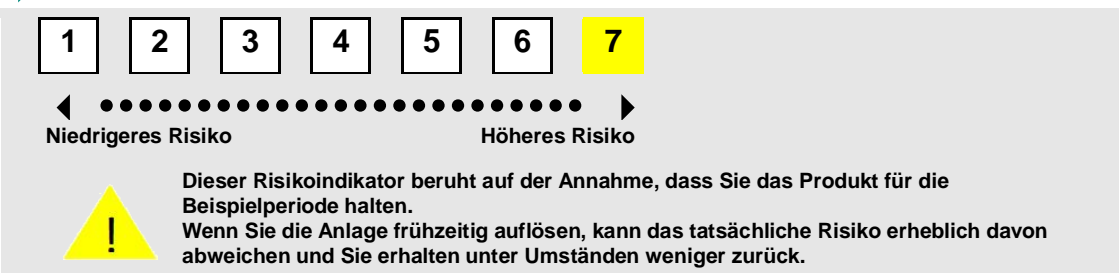 1 2 3 4 5 6 7
Niedrigeres Risiko Höheres Risiko
Dieser Risikoindikator beruht auf der Annahme, dass Sie das Produkt für die
Beispielperiode halten.
Wenn Sie die Anlage frühzeitig auflösen, kann das tatsächliche Risiko erheblich davon
abweichen und Sie erhalten unter Umständen weniger zurück.
!